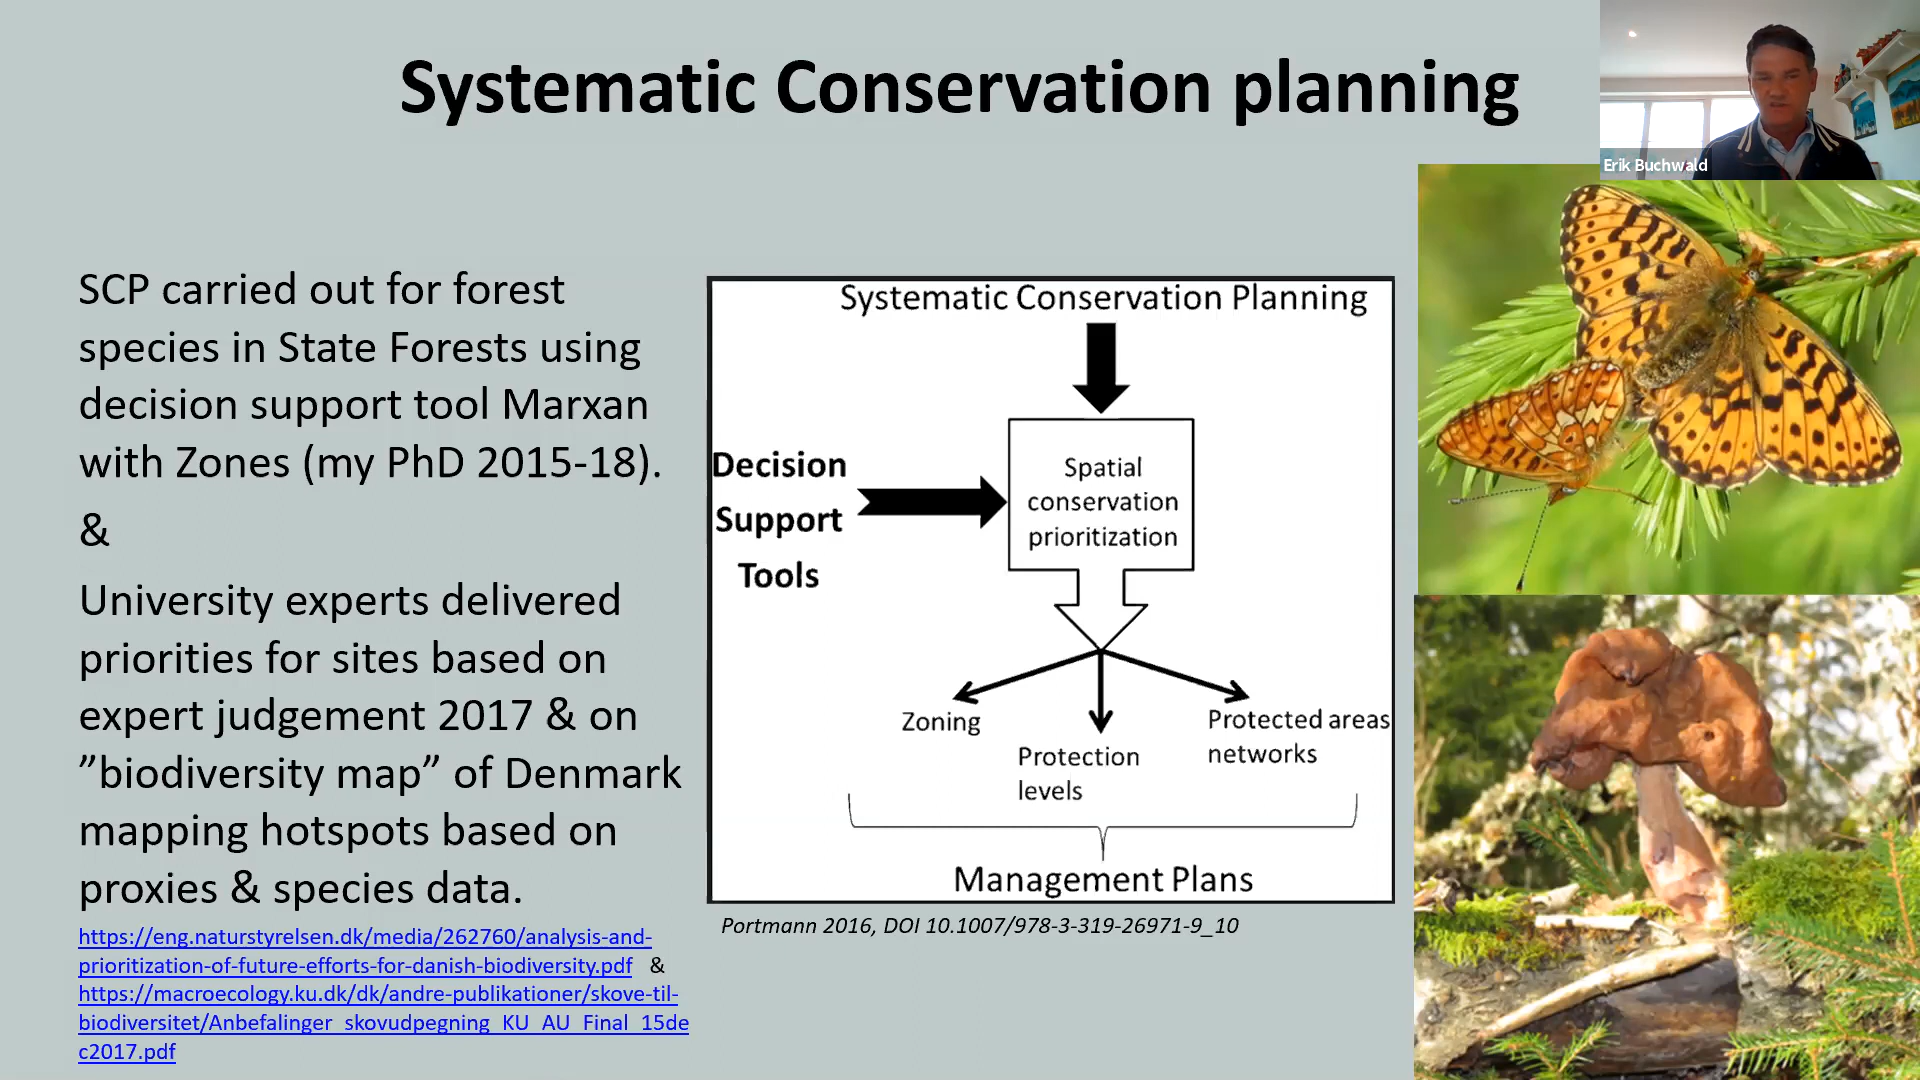 Systematic Conservation planning
Erik Buchwald
SCP carried out for forest
species in State Forests using
decision support tool Marxan
with Zones (my PhD 2015-18).
&
University experts delivered
priorities for sites based on
expert judgement 2017 & on
”biodiversity map” of Denmark
mapping hotspots based on
proxies & species data.
https://eng.naturstyrelsen.dk/media/262760/analysis-and-
prioritization-of-future-efforts-for-danish-biodiversity.pdf &
https://macroecology.ku.dk/dk/andre-publikationer/skove-til-
biodiversitet/Anbefalinger_skovudpegning_KU_AU_Final_15de
c2017.pdf
Systematic Conservation Planning
Decision
Support
Tools
Spatial
conservation
prioritization
Zoning
Protection
levels
Protected areas
networks
Management Plans
Portmann 2016, DOI 10.1007/978-3-319-26971-9_10